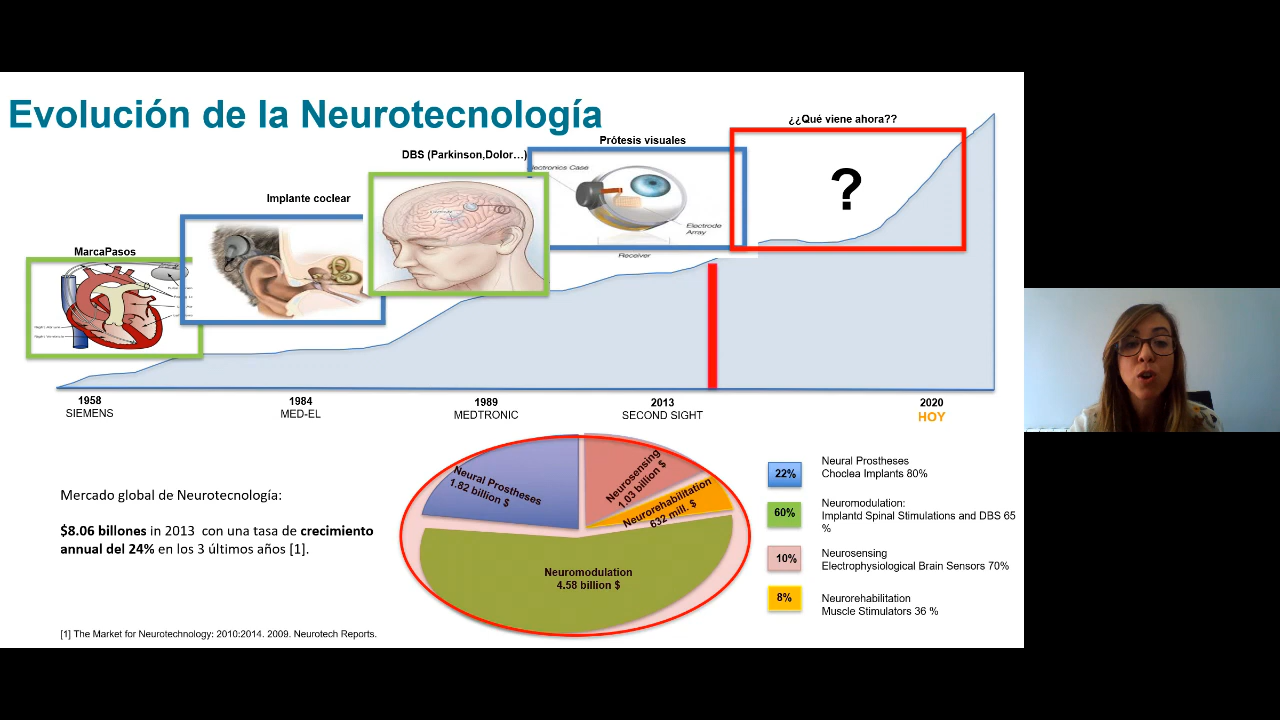 Evolución de la Neurotecnología
MarcaPasos
Implante coclear
DBS (Parkinson,Dolor…)
Prótesis visuales
¿¿Qué viene ahora??
?
Electrode
Array
Receiver
1958
SIEMENS
1984
MED-EL
1989
MEDTRONIC
2013
SECOND SIGHT
2020
HOY
Mercado global de Neurotecnología:
$8.06 billones in 2013 con una tasa de crecimiento
annual del 24% en los 3 últimos años [1].
[1] The Market for Neurotechnology: 2010:2014. 2009. Neurotech Reports.
Neural Prostheses
1.82 billion $
Neurosensing
1.03 billion $
Neurorehabilitation
632 mill. $
Neuromodulation
4.58 billion $
22%
Neural Prostheses
Choclea Implants 80%
60%
Neuromodulation:
Implantd Spinal Stimulations and DBS 65
%
10%
Neurosensing
Electrophysiological Brain Sensors 70%
8%
Neurorehabilitation
Muscle Stimulators 36 %